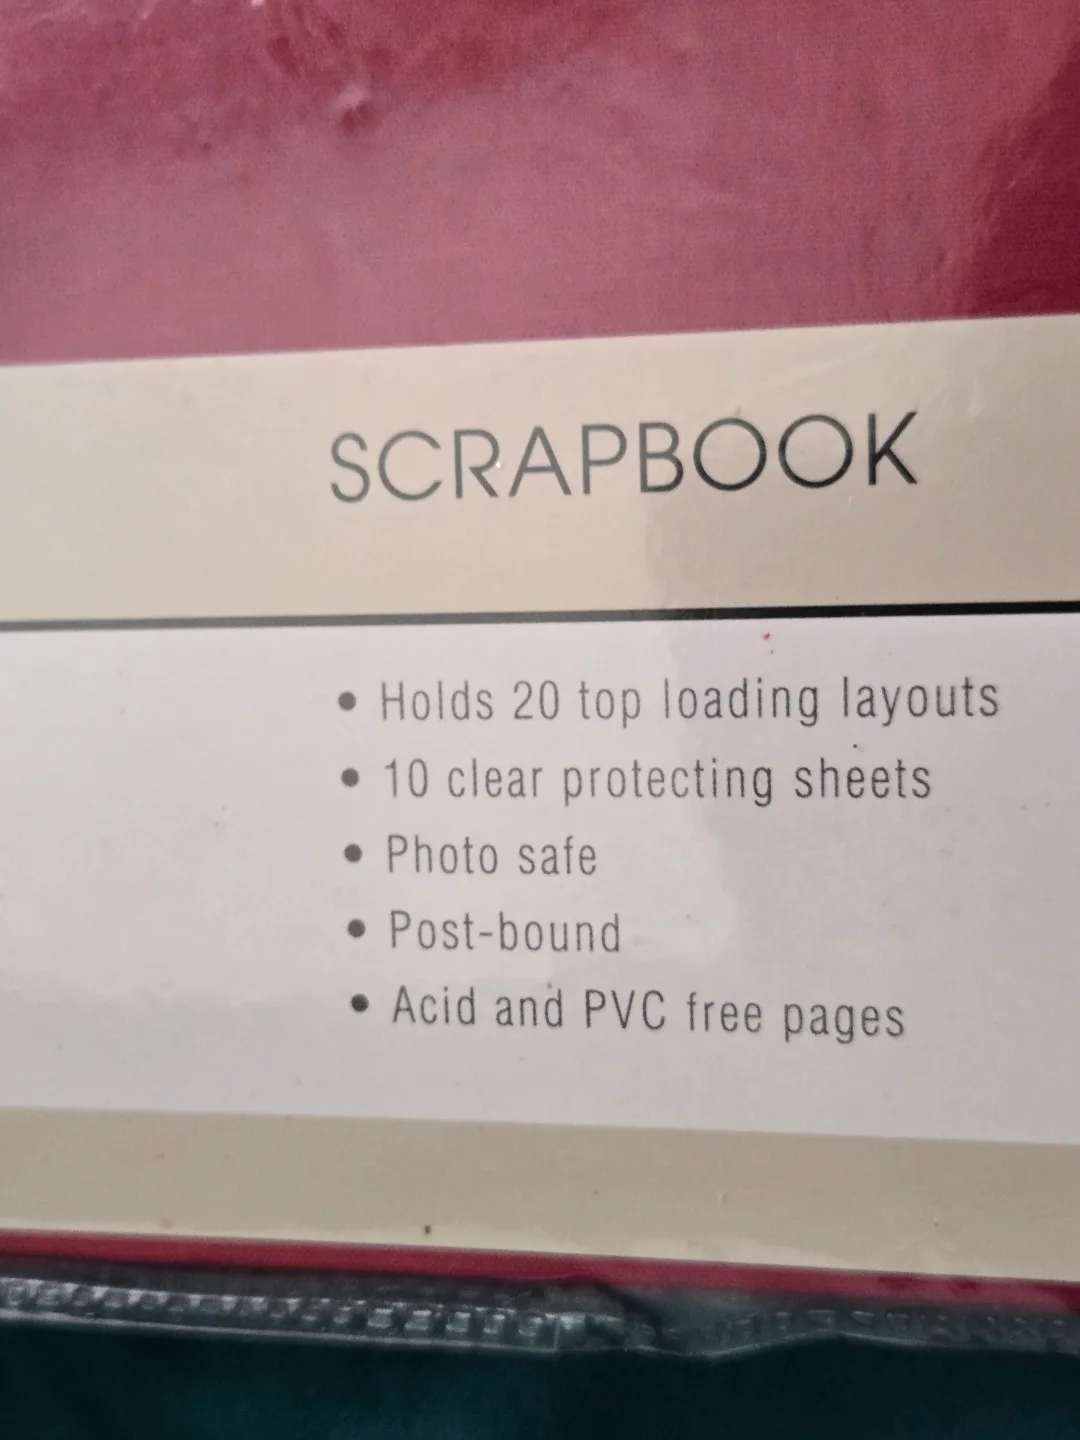 SCRAPBOOK
• Holds 20 top loading layouts
• 10 clear protecting sheets
• Photo safe
• Post-bound
• Acid and PVC free pages